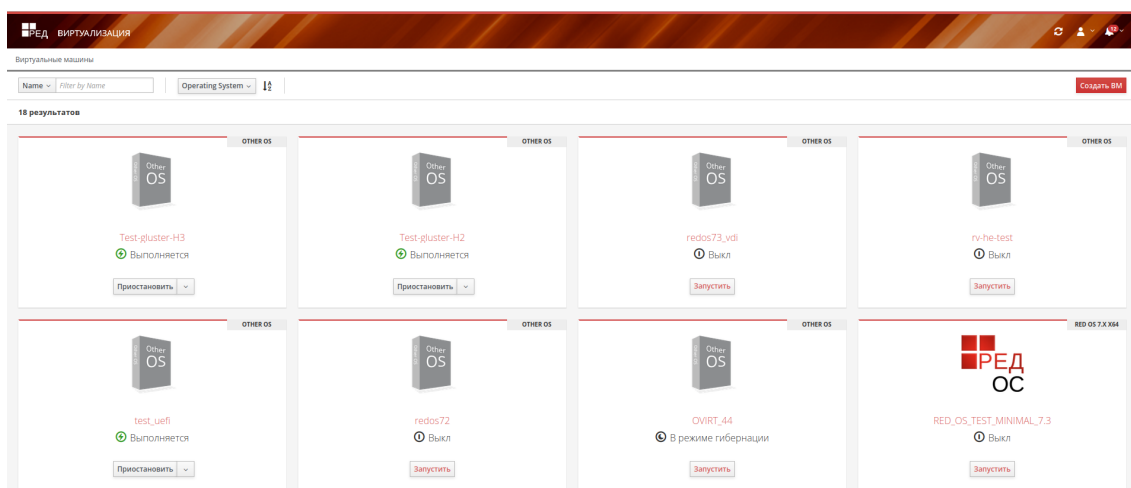 РЕД ВИРТУАЛИЗАЦИЯ 12
Виртуальные машины
Name Filter by Name Operating System Создать ВМ
18 результатов
OTHER OS OTHER OS OTHER OS OTHER OS
Other Other Other Other
OS OS OS OS
Test-gluster-H3 Test-gluster-H2 redos73_vdi rv-he-test
Выполняется Выполняется Выкл Выкл
Приостановить Приостановить Запустить Запустить
OTHER OS OTHER OS OTHER OS RED OS 7.X X64
Other Other Other РЕД
OS OS OS ОС
test_uefi redos72 OVIRT_44 RED_OS_TEST_MINIMAL_7.3
Выполняется Выкл В режиме гибернации Выкл
Приостановить Запустить Запустить Запустить